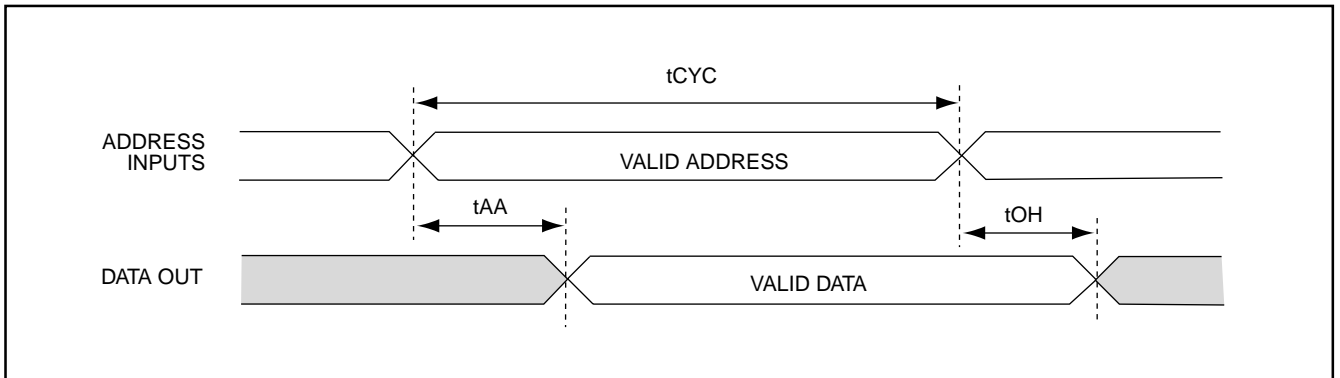 tCYC
ADDRESS
INPUTS
VALID ADDRESS
tAA
tOH
DATA OUT
VALID DATA